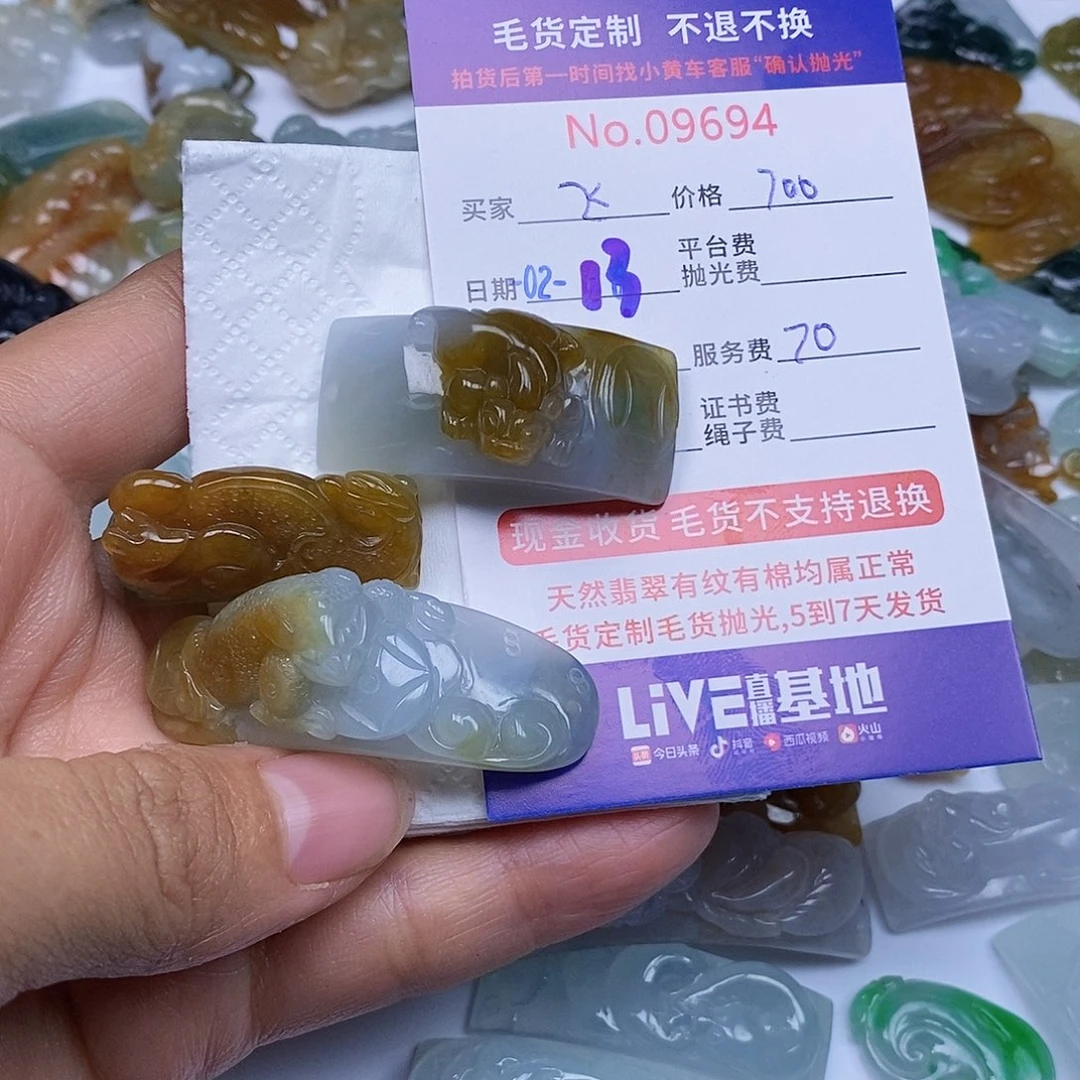 毛货定制 不退不换
拍货后第一时间找小黄车客服“确认抛光”
No.09694
买家 价格 700
平台费
日期 -02-13 抛光费
服务费 70
证书费
绳子费
现金收货 毛货不支持退换
天然翡翠有纹有棉均属正常
毛货定制毛货抛光,5到7天发货
LiVE直播基地
头条 今日头条 抖音 西瓜视频 火山